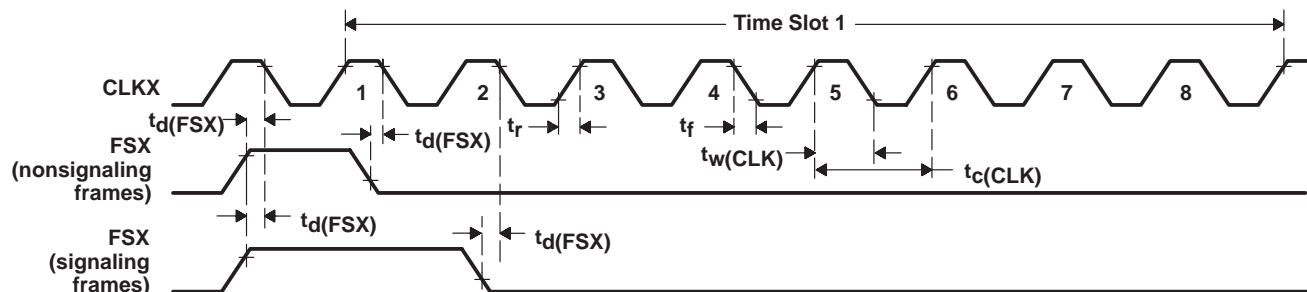 Time Slot 1
CLKX
1 2 3 4 5 6 7 8
td(FSX)
td(FSX)
tr
tf
tw(CLK)
tc(CLK)
FSX
(nonsignaling
frames)
td(FSX)
td(FSX)
FSX
(signaling
frames)